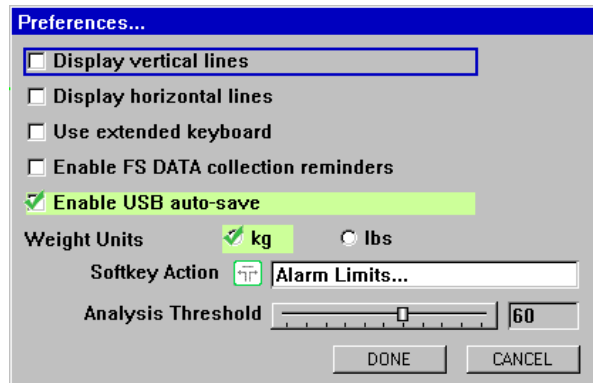 Preferences...
Display vertical lines
Display horizontal lines
Use extended keyboard
Enable FS DATA collection reminders
Enable USB auto-save
Weight Units kg lbs
Softkey Action Alarm Limits...
Analysis Threshold 60
DONE CANCEL